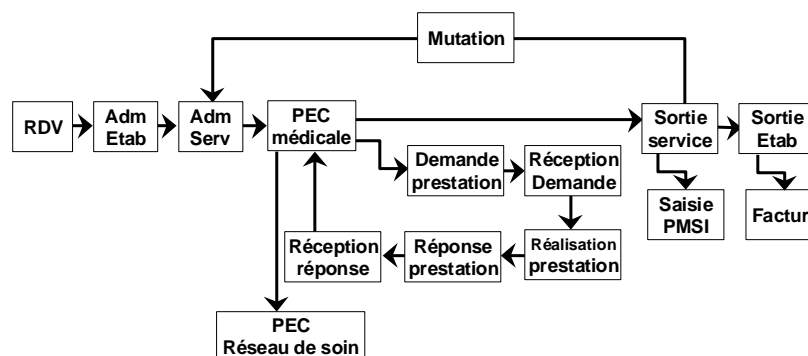 Mutation
RDV
Adm
Etab
Adm
Serv
PEC
médicale
Sortie
service
Sortie
Etab
Demande
prestation
Réception
Demande
Saisie
PMSI
Factur
Réception
réponse
Réponse
prestation
Réalisation
prestation
PEC
Réseau de soin